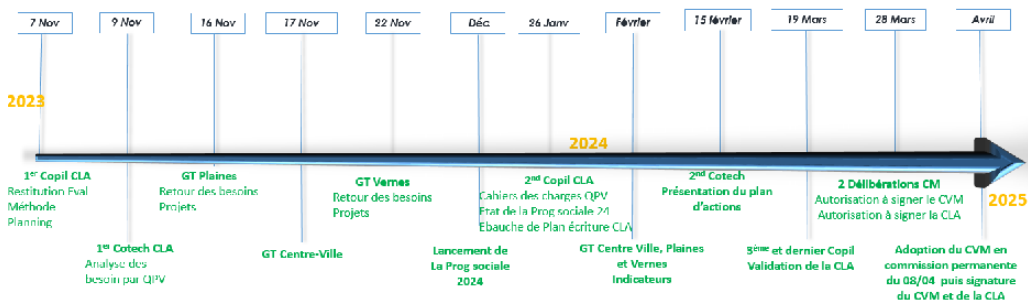 7 Nov
9 Nov
16 Nov
17 Nov
22 Nov
Déc.
26 Janv
Février
15 février
19 Mars
28 Mars
Avril
2023
2024
2025
1er Copil CLA
Restitution Eval
Méthode
Planning
1er Cotech CLA
Analyse des
besoin par QPV
GT Plaines
Retour des besoins
Projets
GT Centre-Ville
GT Vernes
Retour des besoins
Projets
Lancement de
La Prog sociale
2024
2nd Copil CLA
Cahiers des charges QPV
Etat de la Prog sociale 24
Ebauche de Plan écriture CLA
GT Centre Ville, Plaines
et Vernes
Indicateurs
2nd Cotech
Présentation du plan
d'actions
3ème et dernier Copil
Validation de la CLA
2 Délibérations CM
Autorisation à signer le CVM
Autorisation à signer la CLA
Adoption du CVM en
commission permanente
du 08/04 puis signature
du CVM et de la CLA